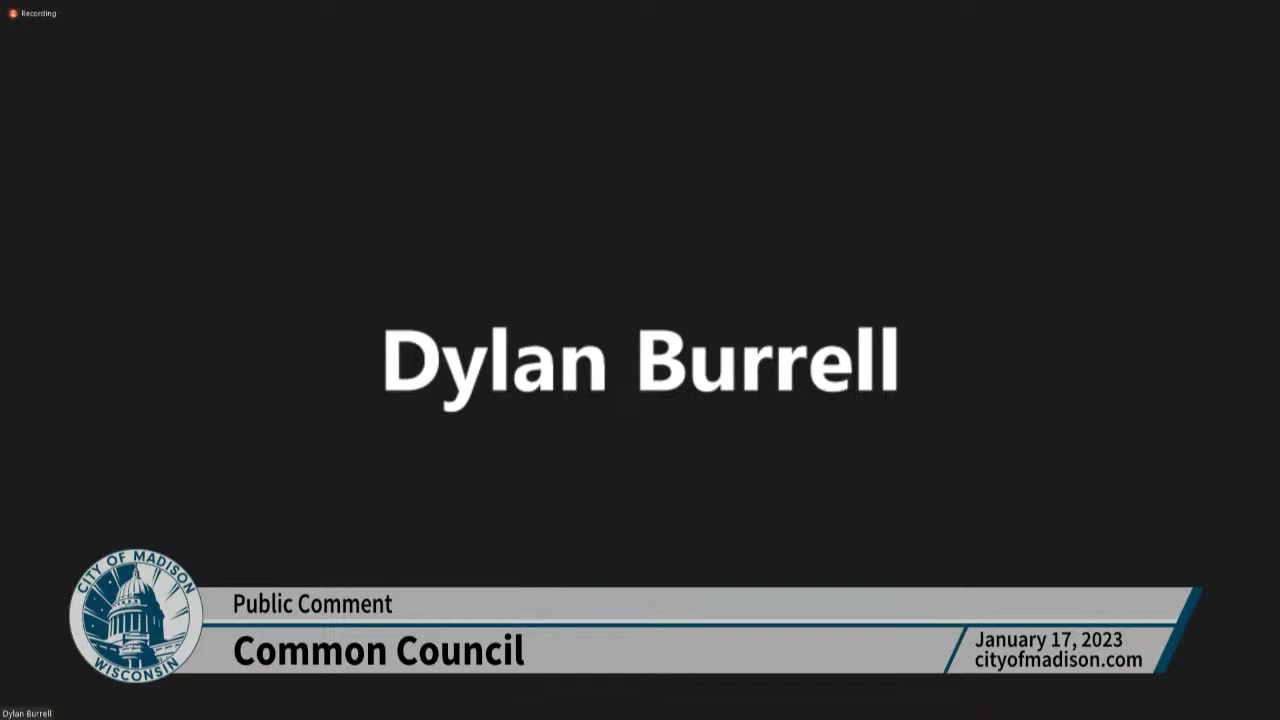 Recording
Dylan Burrell
CITY OF MADISON
WISCONSIN
Public Comment
Common Council
January 17, 2023
cityofmadison.com
Dylan Burrell